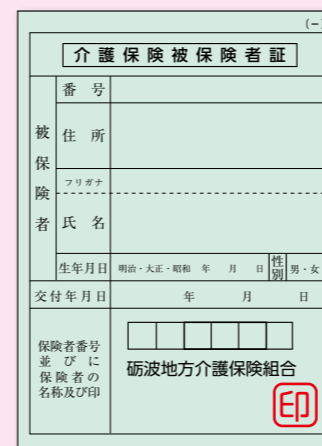 (一)
介護保険被保険者証
被保険者
番号
住所
フリガナ
氏名
生年月日 明治・大正・昭和 年 月 日 性別 男・女
交付年月日 年 月 日
保険者番号
並びに
保険者の
名称及び印
砺波地方介護保険組合
印